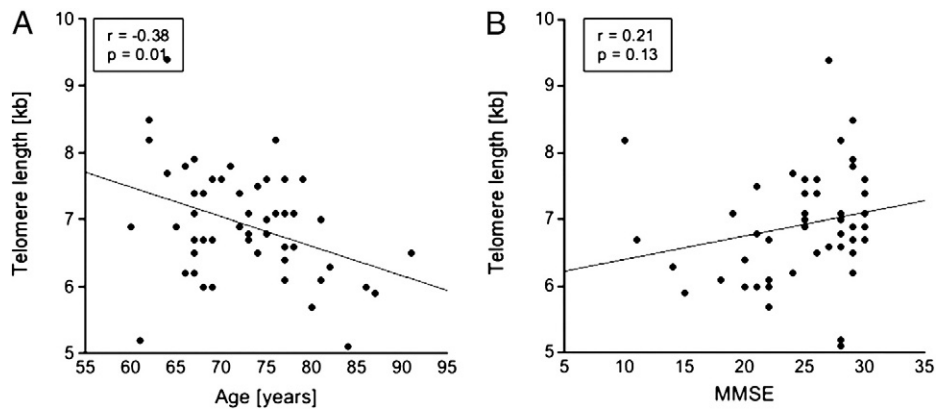 A
r = -0.38
p = 0.01
Telomere length [kb]
10
9
8
7
6
5
55 60 65 70 75 80 85 90 95
Age [years]
B
r = 0.21
p = 0.13
Telomere length [kb]
10
9
8
7
6
5
5 10 15 20 25 30 35
MMSE